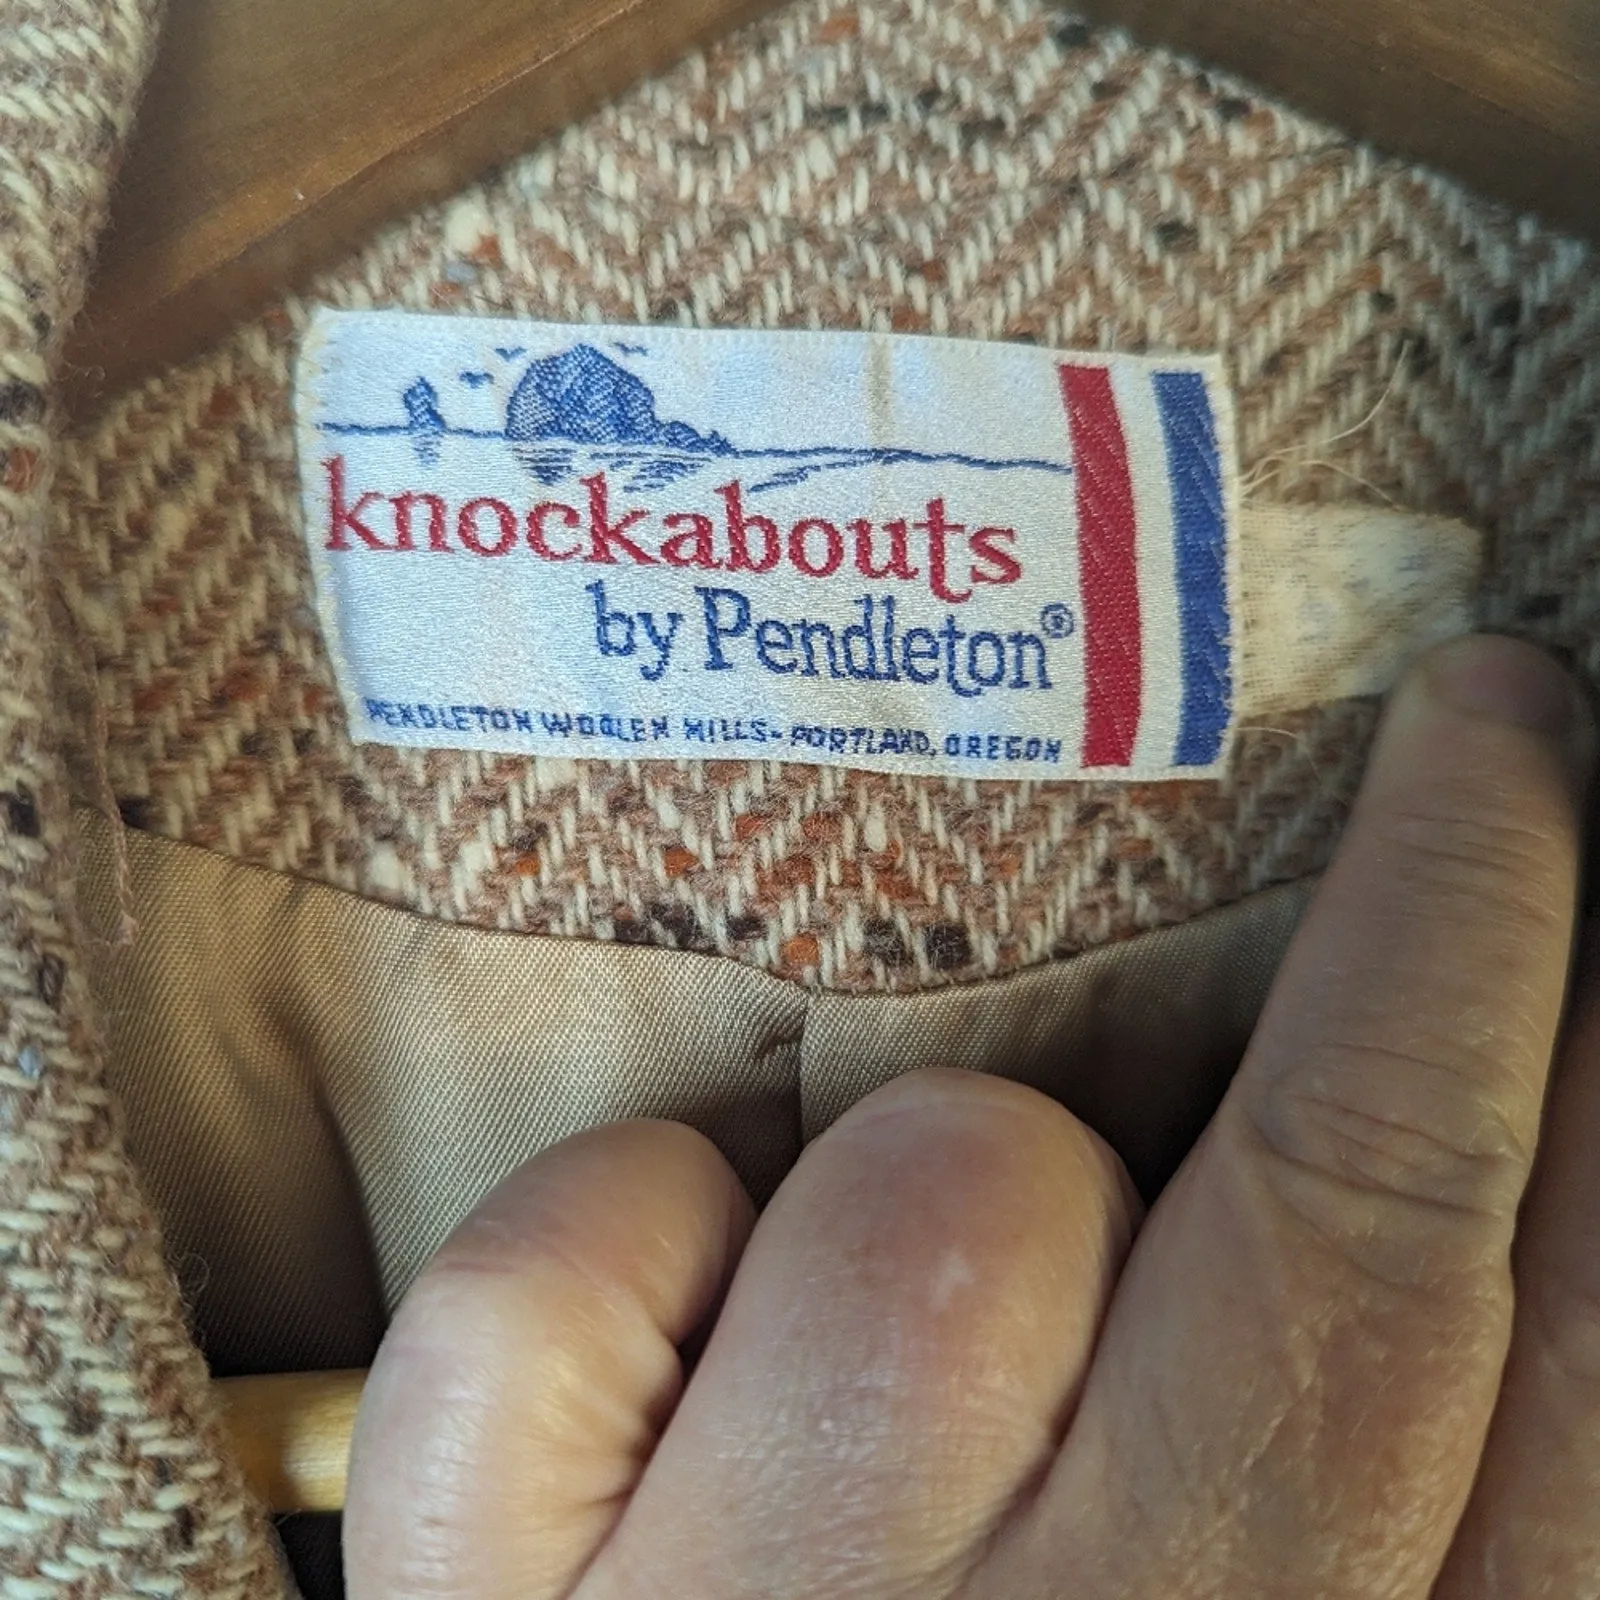 knockabouts
by Pendleton®
PENDLETON WOOLEN MILLS-PORTLAND, OREGON